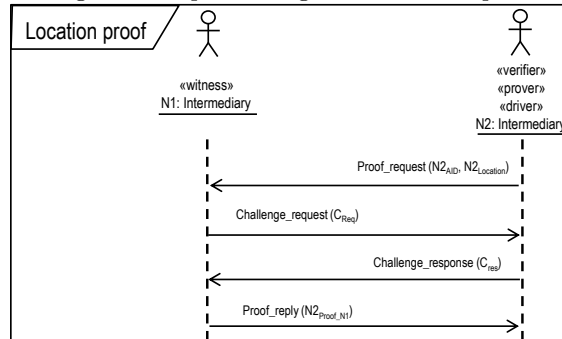 Location proof
«witness»
N1: Intermediary
«verifier»
«prover»
«driver»
N2: Intermediary
Proof_request (N2AID, N2Location)
Challenge_request (CReq)
Challenge_response (Cres)
Proof_reply (N2Proof_N1)